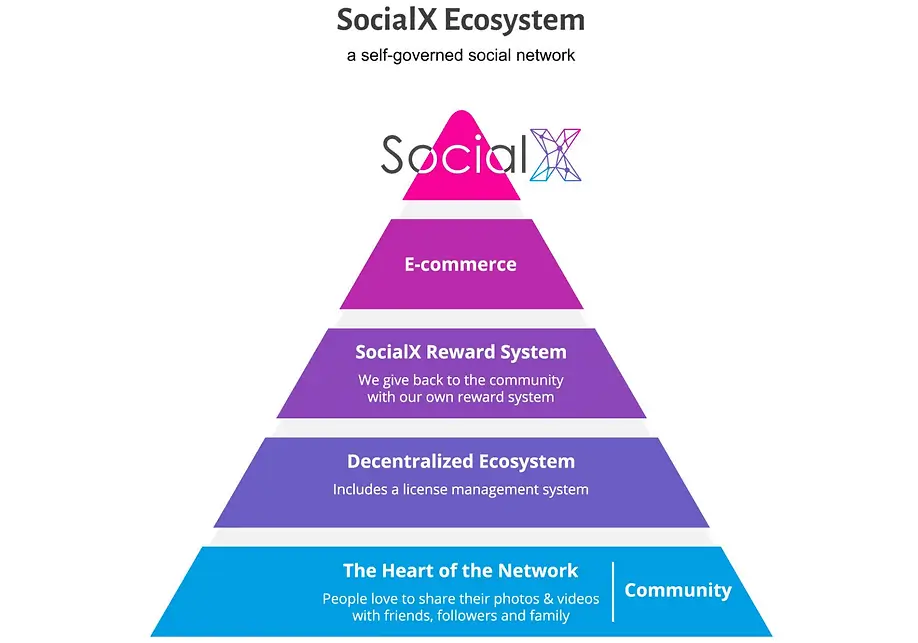 SocialX Ecosystem
a self-governed social network
SocialX
E-commerce
SocialX Reward System
We give back to the community
with our own reward system
Decentralized Ecosystem
Includes a license management system
The Heart of the Network
People love to share their photos & videos
with friends, followers and family
Community